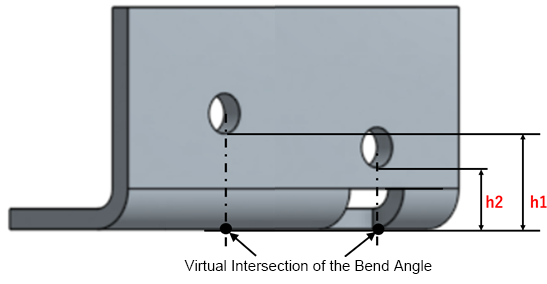 h2 h1
Virtual Intersection of the Bend Angle